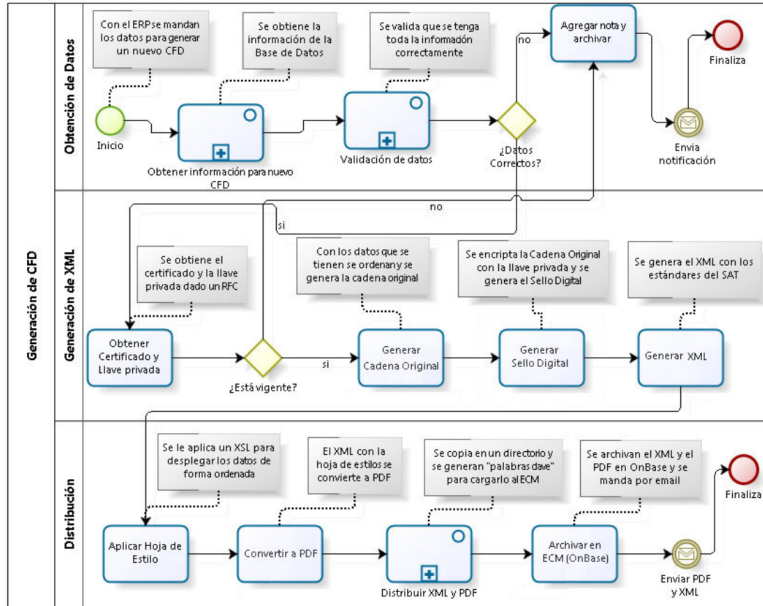 Generación de CFD
Obtención de Datos
Con el ERP se mandan
los datos para generar
un nuevo CFD
Se obtiene la
información de la
Base de Datos
Se valida que se tenga
toda la información
correctamente
no
Agregar nota y
archivar
Finaliza
Inicio
Obtener información para nuevo
CFD
Validación de datos
¿Datos
Correctos?
Envia
notificación
Generación de XML
no
si
Se obtiene el
certificado y la llave
privada dado un RFC
Con los datos que se
tienen se ordenan y se
genera la cadena original
Se encripta la Cadena Original
con la llave privada y se
genera el Sello Digital
Se genera el XML con los
estándares del SAT
Obtener
Certificado y
Llave privada
¿Está vigente?
si
Generar
Cadena Original
Generar
Sello Digital
Generar XML
Distribución
Se le aplica un XSL para
desplegar los datos de
forma ordenada
El XML con la
hoja de estilos se
convierte a PDF
Se copia en un directorio y
se generan "palabras clave"
para cargarlo al ECM
Se archivan el XML y el
PDF en OnBase y se
manda por email
Finaliza
Aplicar Hoja de
Estilo
Convertir a PDF
Distribuir XML y PDF
Archivar en
ECM (OnBase)
Enviar PDF
y XML